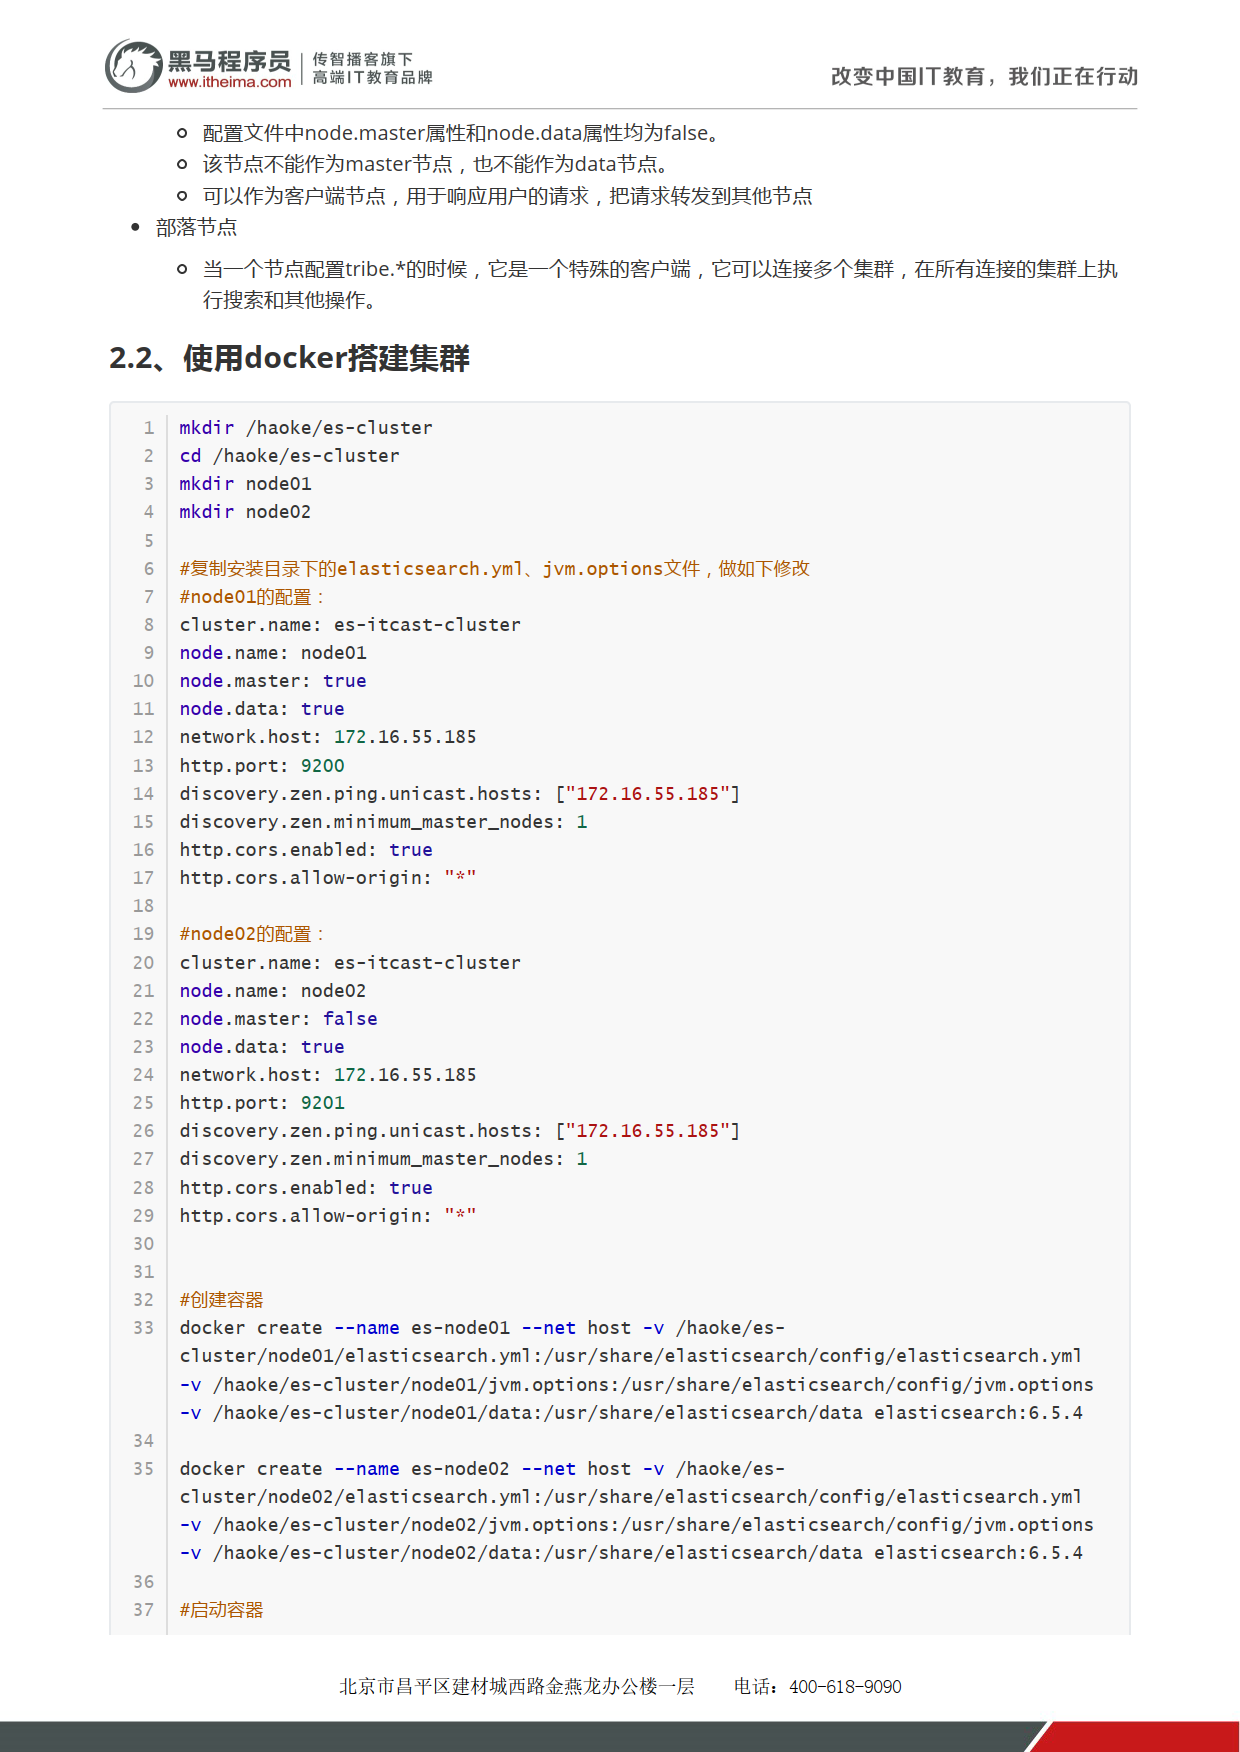 黑马程序员
www.itheima.com
传智播客旗下
高端IT教育品牌
改变中国IT教育，我们正在行动
配置文件中node.master属性和node.data属性均为false。
该节点不能作为master节点，也不能作为data节点。
可以作为客户端节点，用于响应用户的请求，把请求转发到其他节点
部落节点
当一个节点配置tribe.*的时候，它是一个特殊的客户端，它可以连接多个集群，在所有连接的集群上执
行搜索和其他操作。
2.2、使用docker搭建集群
1 mkdir /haoke/es-cluster
2 cd /haoke/es-cluster
3 mkdir node01
4 mkdir node02
5
6 #复制安装目录下的elasticsearch.yml、jvm.options文件，做如下修改
7 #node01的配置：
8 cluster.name: es-itcast-cluster
9 node.name: node01
10 node.master: true
11 node.data: true
12 network.host: 172.16.55.185
13 http.port: 9200
14 discovery.zen.ping.unicast.hosts: ["172.16.55.185"]
15 discovery.zen.minimum_master_nodes: 1
16 http.cors.enabled: true
17 http.cors.allow-origin: "*"
18
19 #node02的配置：
20 cluster.name: es-itcast-cluster
21 node.name: node02
22 node.master: false
23 node.data: true
24 network.host: 172.16.55.185
25 http.port: 9201
26 discovery.zen.ping.unicast.hosts: ["172.16.55.185"]
27 discovery.zen.minimum_master_nodes: 1
28 http.cors.enabled: true
29 http.cors.allow-origin: "*"
30
31
32 #创建容器
33 docker create --name es-node01 --net host -v /haoke/es-
cluster/node01/elasticsearch.yml:/usr/share/elasticsearch/config/elasticsearch.yml
-v /haoke/es-cluster/node01/jvm.options:/usr/share/elasticsearch/config/jvm.options
-v /haoke/es-cluster/node01/data:/usr/share/elasticsearch/data elasticsearch:6.5.4
34
35 docker create --name es-node02 --net host -v /haoke/es-
cluster/node02/elasticsearch.yml:/usr/share/elasticsearch/config/elasticsearch.yml
-v /haoke/es-cluster/node02/jvm.options:/usr/share/elasticsearch/config/jvm.options
-v /haoke/es-cluster/node02/data:/usr/share/elasticsearch/data elasticsearch:6.5.4
36
37 #启动容器
北京市昌平区建材城西路金燕龙办公楼一层 电话：400-618-9090